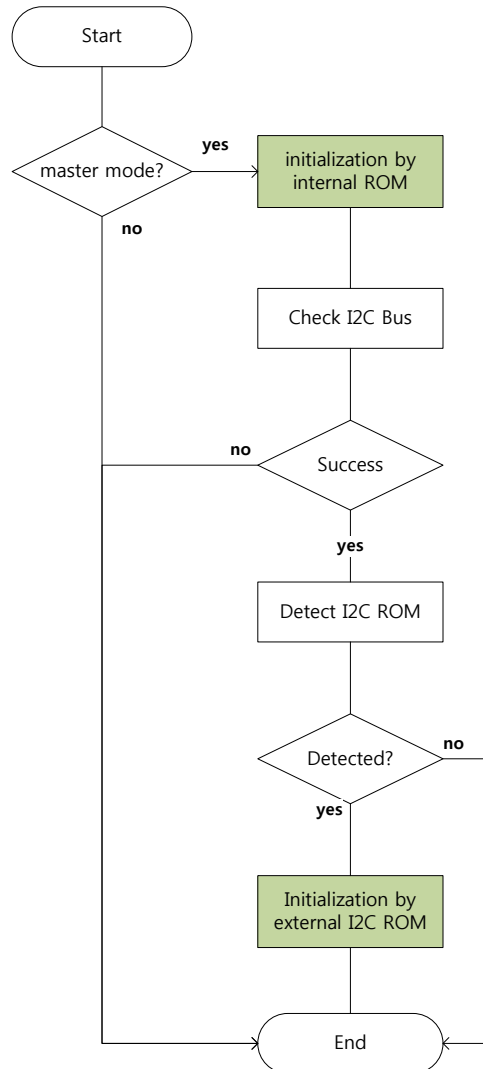 Start
master mode?
yes
initialization by
internal ROM
no
Check I2C Bus
no
Success
yes
Detect I2C ROM
Detected?
no
yes
Initialization by
external I2C ROM
End